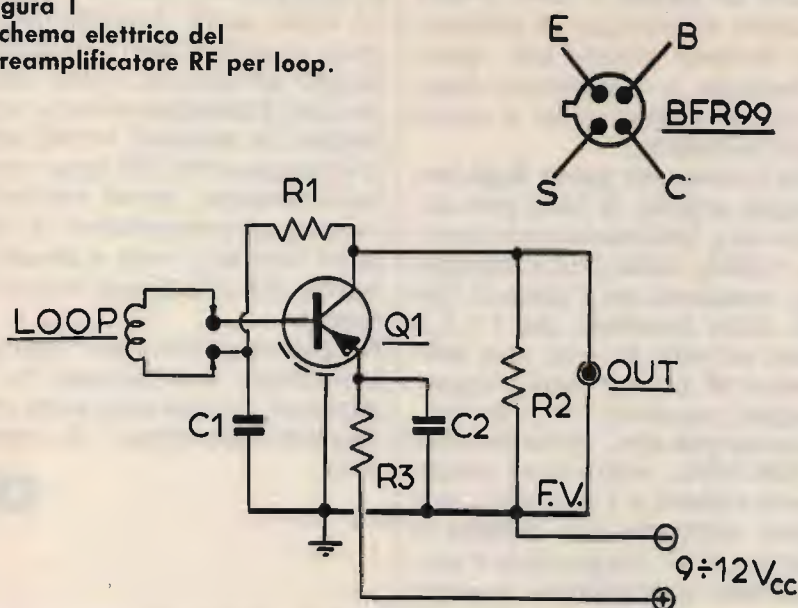 gura 1
chema elettrico del
reamplificatore RF per loop.
E
B
BFR99
S
C
R1
LOOP
Q1
OUT
C1
C2
R2
R3
F.V.
9÷12Vcc